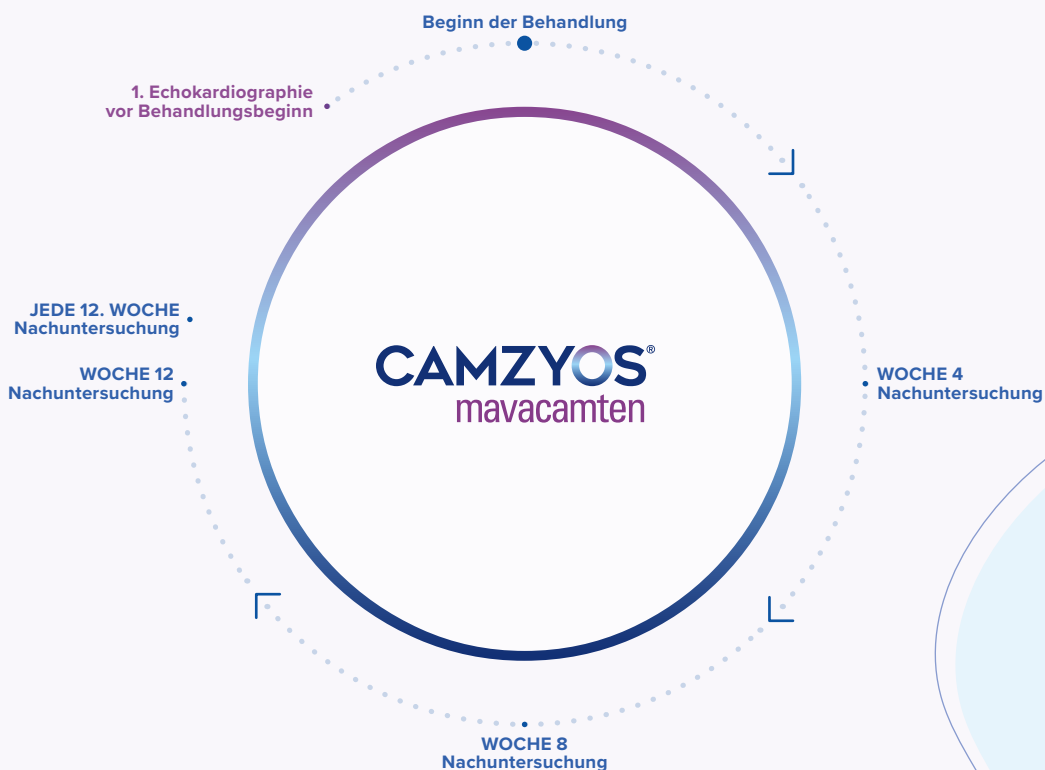 Beginn der Behandlung
1. Echokardiographie
vor Behandlungsbeginn
JEDE 12. WOCHE
Nachuntersuchung
WOCHE 12
Nachuntersuchung
CAMZYOS®
mavacamten
WOCHE 4
Nachuntersuchung
WOCHE 8
Nachuntersuchung